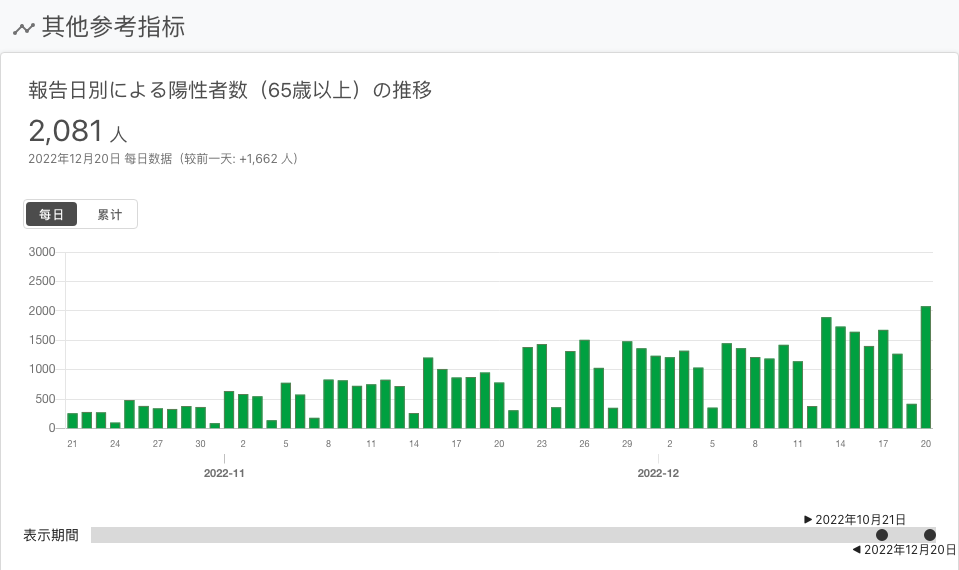 其他参考指标
報告日別による陽性者数（65歳以上）の推移
2,081 人
2022年12月20日 每日数据（较前一天: +1,662 人）
每日 累计
3000
2500
2000
1500
1000
500
0
21 24 27 30 2 5 8 11 14 17 20 23 26 29 2 5 8 11 14 17 20
2022-11 2022-12
▶ 2022年10月21日
表示期間
◀ 2022年12月20日